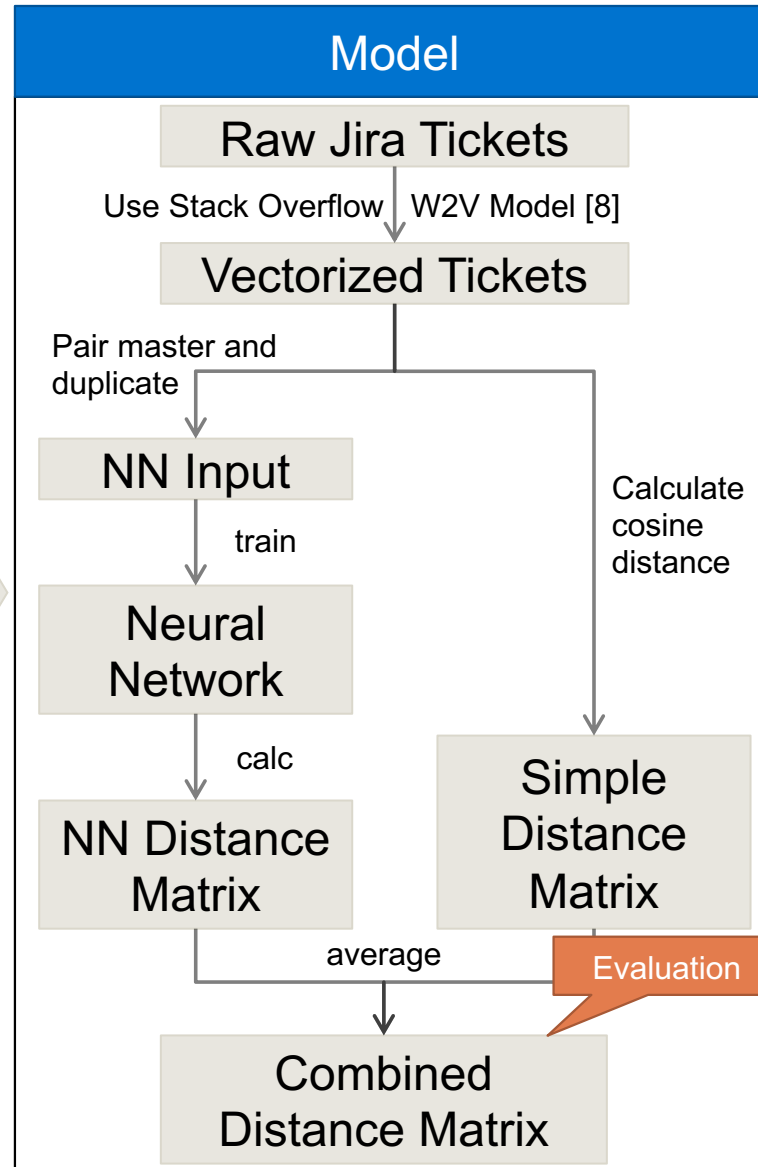 Model
Raw Jira Tickets
Use Stack Overflow W2V Model [8]
Vectorized Tickets
Pair master and
duplicate
NN Input
Calculate
cosine
distance
train
Neural
Network
calc
Simple
Distance
Matrix
NN Distance
Matrix
average
Evaluation
Combined
Distance Matrix